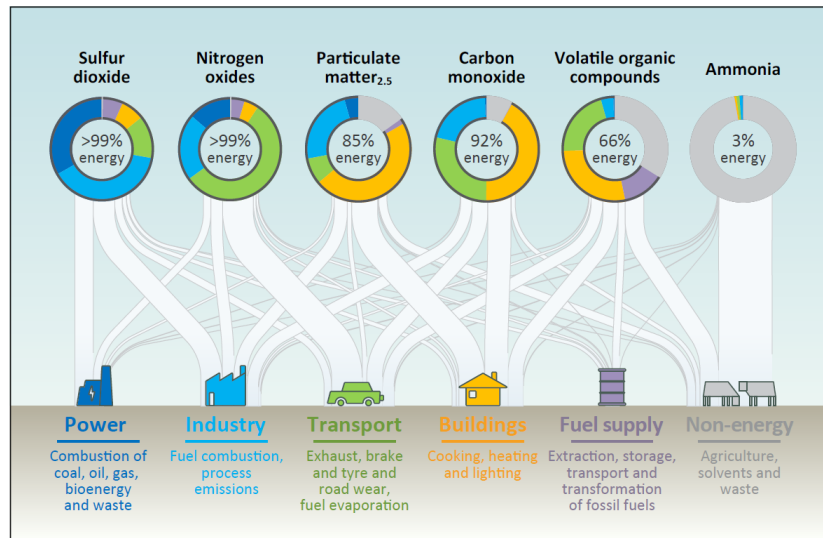 Sulfur
dioxide
Nitrogen
oxides
Particulate
matter2.5
Carbon
monoxide
Volatile organic
compounds
Ammonia
>99%
energy
>99%
energy
85%
energy
92%
energy
66%
energy
3%
energy
Power
Combustion of
coal, oil, gas,
bioenergy
and waste
Industry
Fuel combustion,
process
emissions
Transport
Exhaust, brake
and tyre and
road wear,
fuel evaporation
Buildings
Cooking, heating
and lighting
Fuel supply
Extraction, storage,
transport and
transformation
of fossil fuels
Non-energy
Agriculture,
solvents and
waste